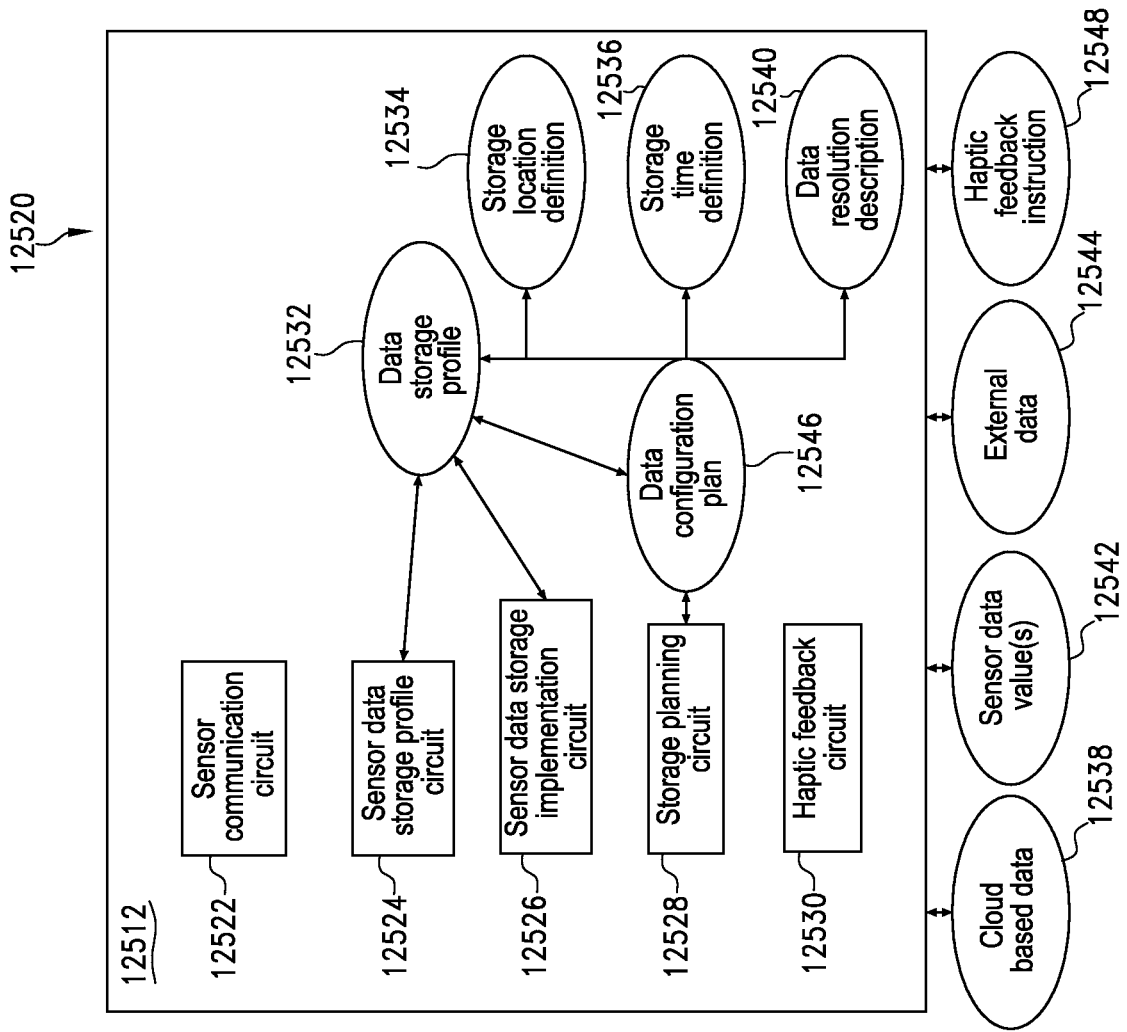 12520
12512
12522
Sensor
communication
circuit
12524
Sensor data
storage profile
circuit
12526
Sensor data storage
implementation
circuit
12528
Storage planning
circuit
12530
Haptic feedback
circuit
12532
Data
storage
profile
12546
Data
configuration
plan
12534
Storage
location
definition
12536
Storage
time
definition
12540
Data
resolution
description
Cloud
based data
12538
Sensor data
value(s)
12542
External
data
12544
Haptic
feedback
instruction
12548